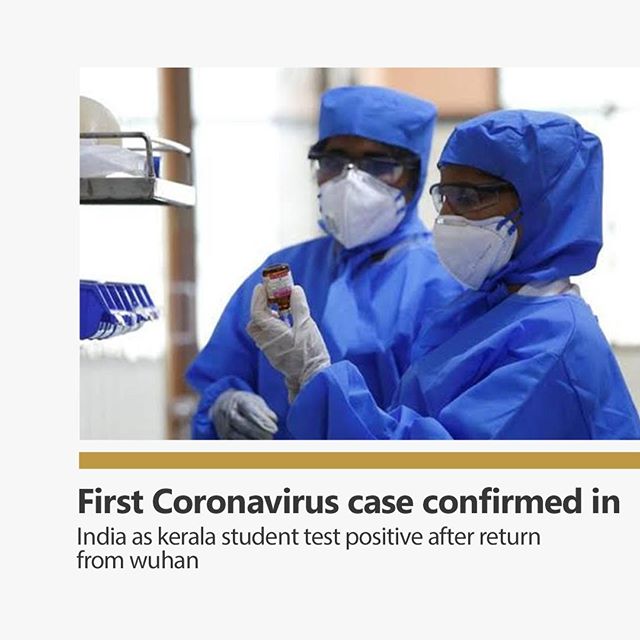 First Coronavirus case confirmed in
India as kerala student test positive after return
from wuhan